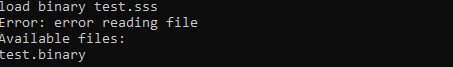 load binary test.sss
Error: error reading file
Available files:
test.binary